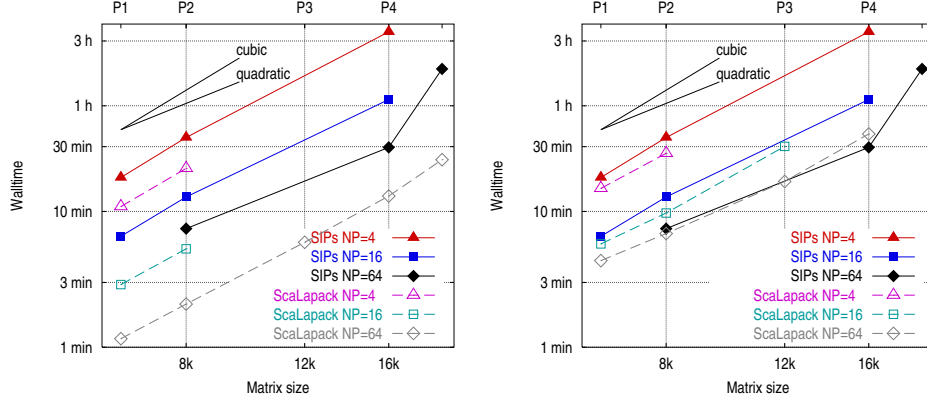 P1 P2 P3 P4
3 h
cubic
quadratic
1 h
30 min
10 min
3 min
1 min
Walltime
SIPs NP=4
SIPs NP=16
SIPs NP=64
ScaLapack NP=4
ScaLapack NP=16
ScaLapack NP=64
8k 12k 16k
Matrix size
P1 P2 P3 P4
3 h
cubic
quadratic
1 h
30 min
10 min
3 min
1 min
Walltime
SIPs NP=4
SIPs NP=16
SIPs NP=64
ScaLapack NP=4
ScaLapack NP=16
ScaLapack NP=64
8k 12k 16k
Matrix size